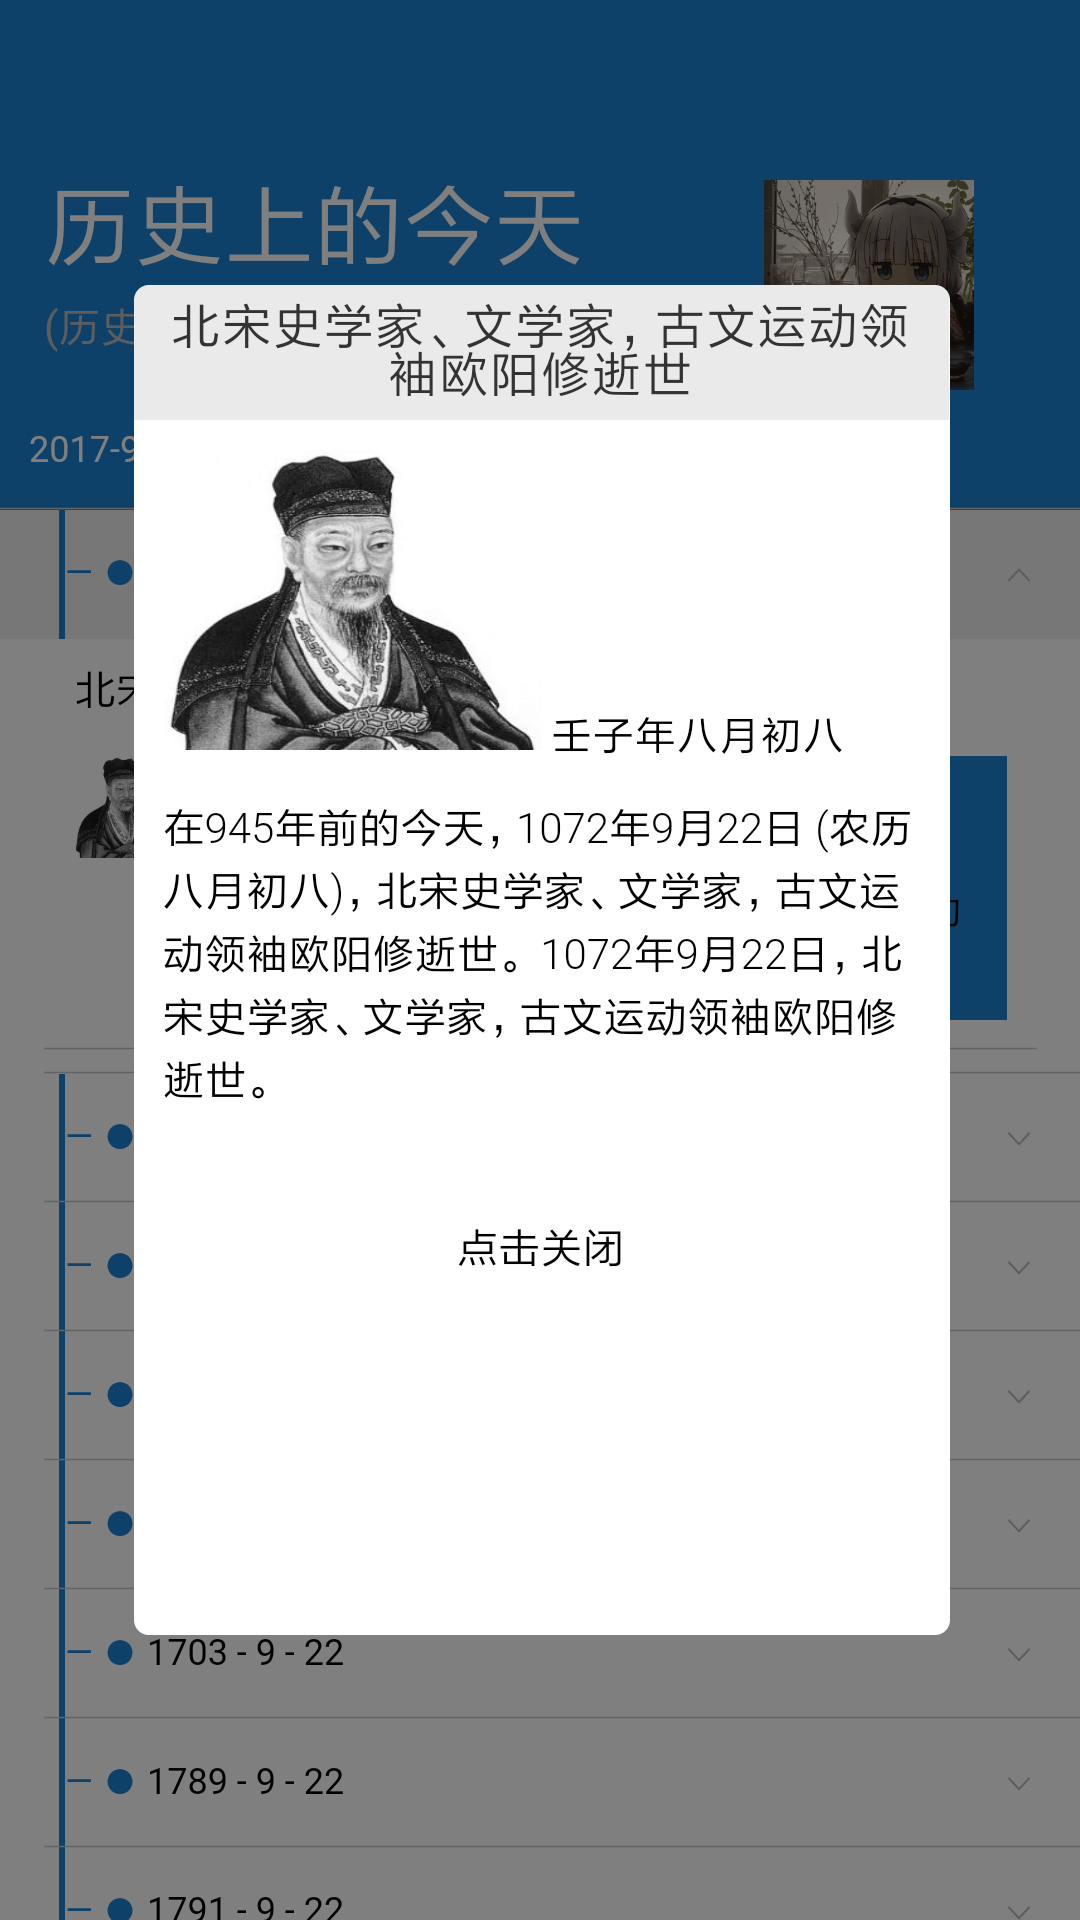 历史上的今天
(历史
北宋史学家、文学家，古文运动领
袖欧阳修逝世
2017-9
北宋
壬子年八月初八
在945年前的今天，1072年9月22日 (农历
八月初八)，北宋史学家、文学家，古文运
动领袖欧阳修逝世。1072年9月22日，北
宋史学家、文学家，古文运动领袖欧阳修
逝世。
点击关闭
1703 - 9 - 22
1789 - 9 - 22
1791 - 9 - 22